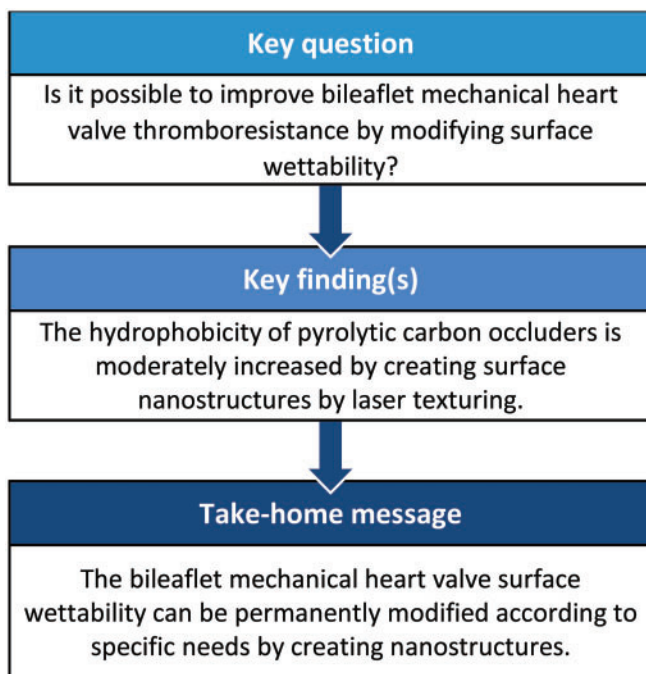 Key question
Is it possible to improve bileaflet mechanical heart
valve thromboresistance by modifying surface
wettability?
Key finding(s)
The hydrophobicity of pyrolytic carbon occluders is
moderately increased by creating surface
nanostructures by laser texturing.
Take-home message
The bileaflet mechanical heart valve surface
wettability can be permanently modified according to
specific needs by creating nanostructures.